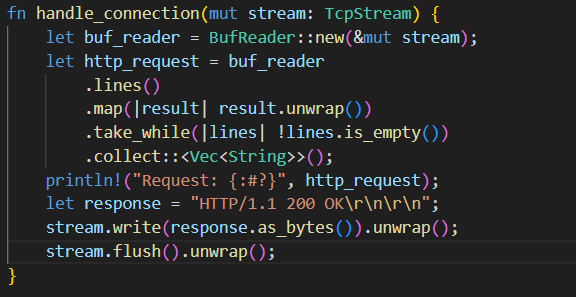 fn handle_connection(mut stream: TcpStream) {
    let buf_reader = BufReader::new(&mut stream);
    let http_request = buf_reader
        .lines()
        .map(|result| result.unwrap())
        .take_while(|lines| !lines.is_empty())
        .collect::<Vec<String>>();
    println!("Request: {:#?}", http_request);
    let response = "HTTP/1.1 200 OK\r\n\r\n";
    stream.write(response.as_bytes()).unwrap();
    stream.flush().unwrap();
}